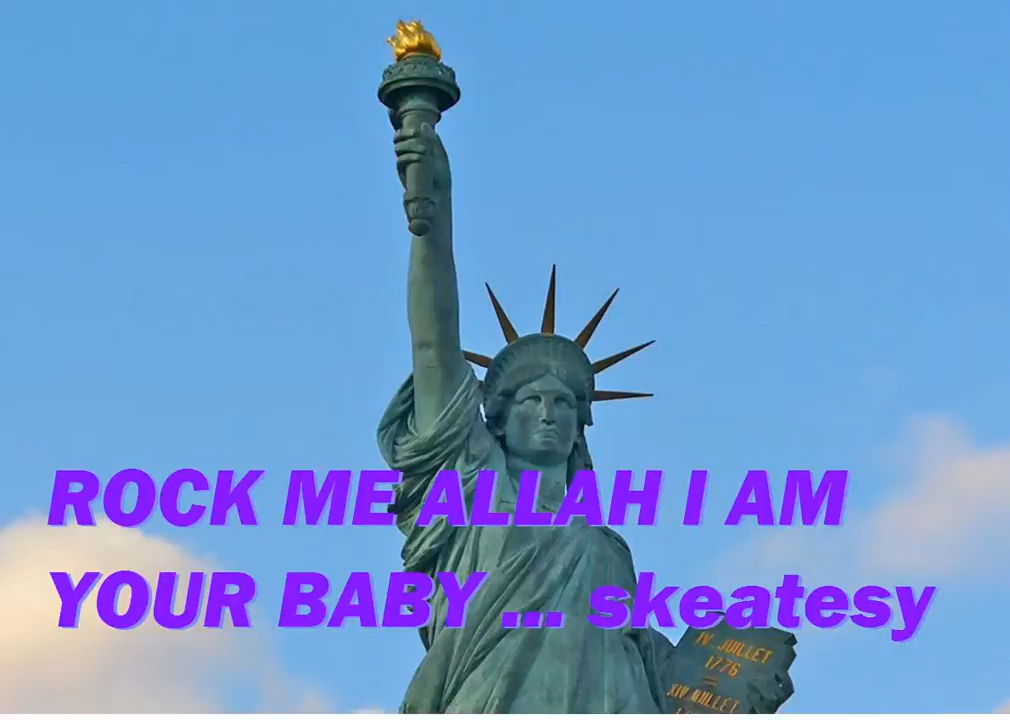 ROCK ME ALLAH I AM
YOUR BABY ... skeatesy
IV. JUILLET
1776
=
XIV JUILLET